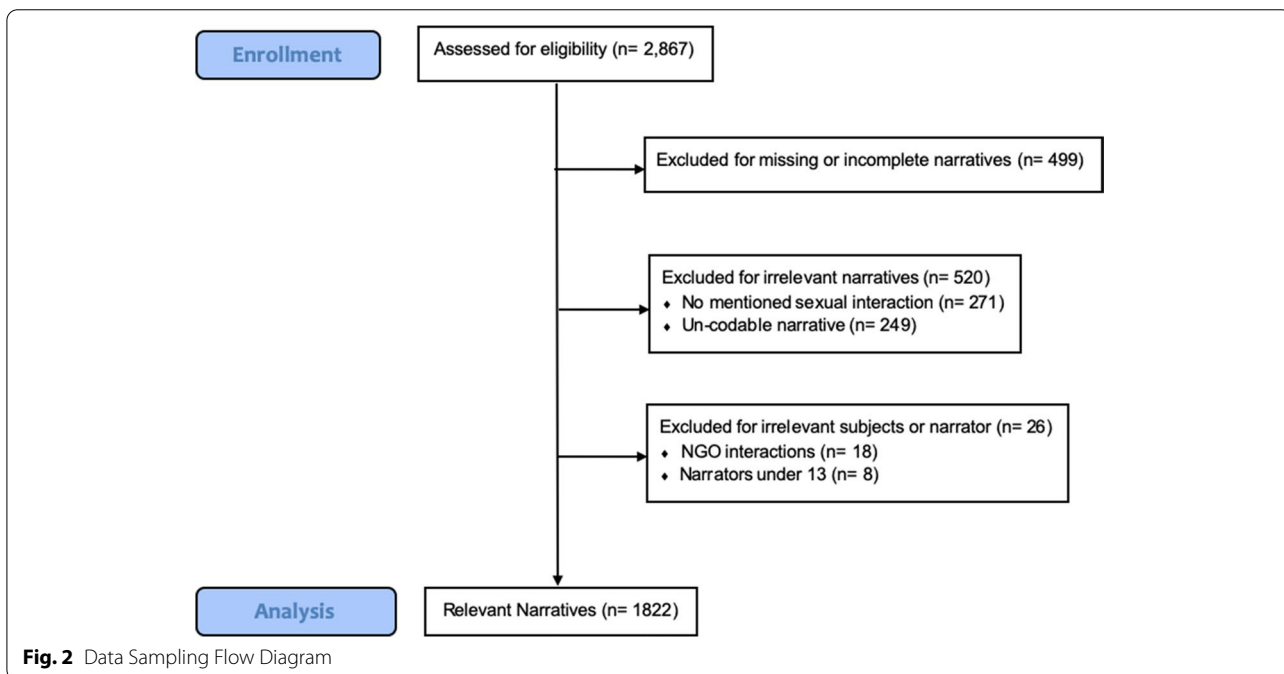 Enrollment
Assessed for eligibility (n= 2,867)
Excluded for missing or incomplete narratives (n= 499)
Excluded for irrelevant narratives (n= 520)
♦ No mentioned sexual interaction (n= 271)
♦ Un-codable narrative (n= 249)
Excluded for irrelevant subjects or narrator (n= 26)
♦ NGO interactions (n= 18)
♦ Narrators under 13 (n= 8)
Analysis
Relevant Narratives (n= 1822)
Fig. 2 Data Sampling Flow Diagram